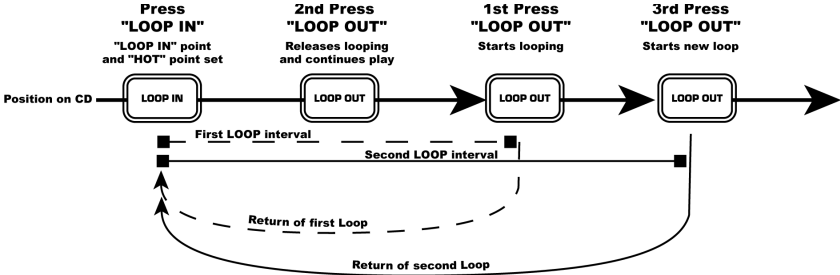 Press
"LOOP IN"
"LOOP IN" point
and "HOT" point set
2nd Press
"LOOP OUT"
Releases looping
and continues play
1st Press
"LOOP OUT"
Starts looping
3rd Press
"LOOP OUT"
Starts new loop
Position on CD
LOOP IN
LOOP OUT
LOOP OUT
LOOP OUT
First LOOP interval
Second LOOP interval
Return of first Loop
Return of second Loop